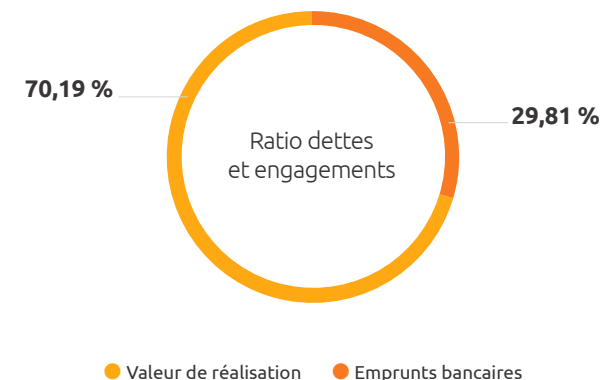 70,19 %
29,81 %
Ratio dettes
et engagements
Valeur de réalisation
Emprunts bancaires